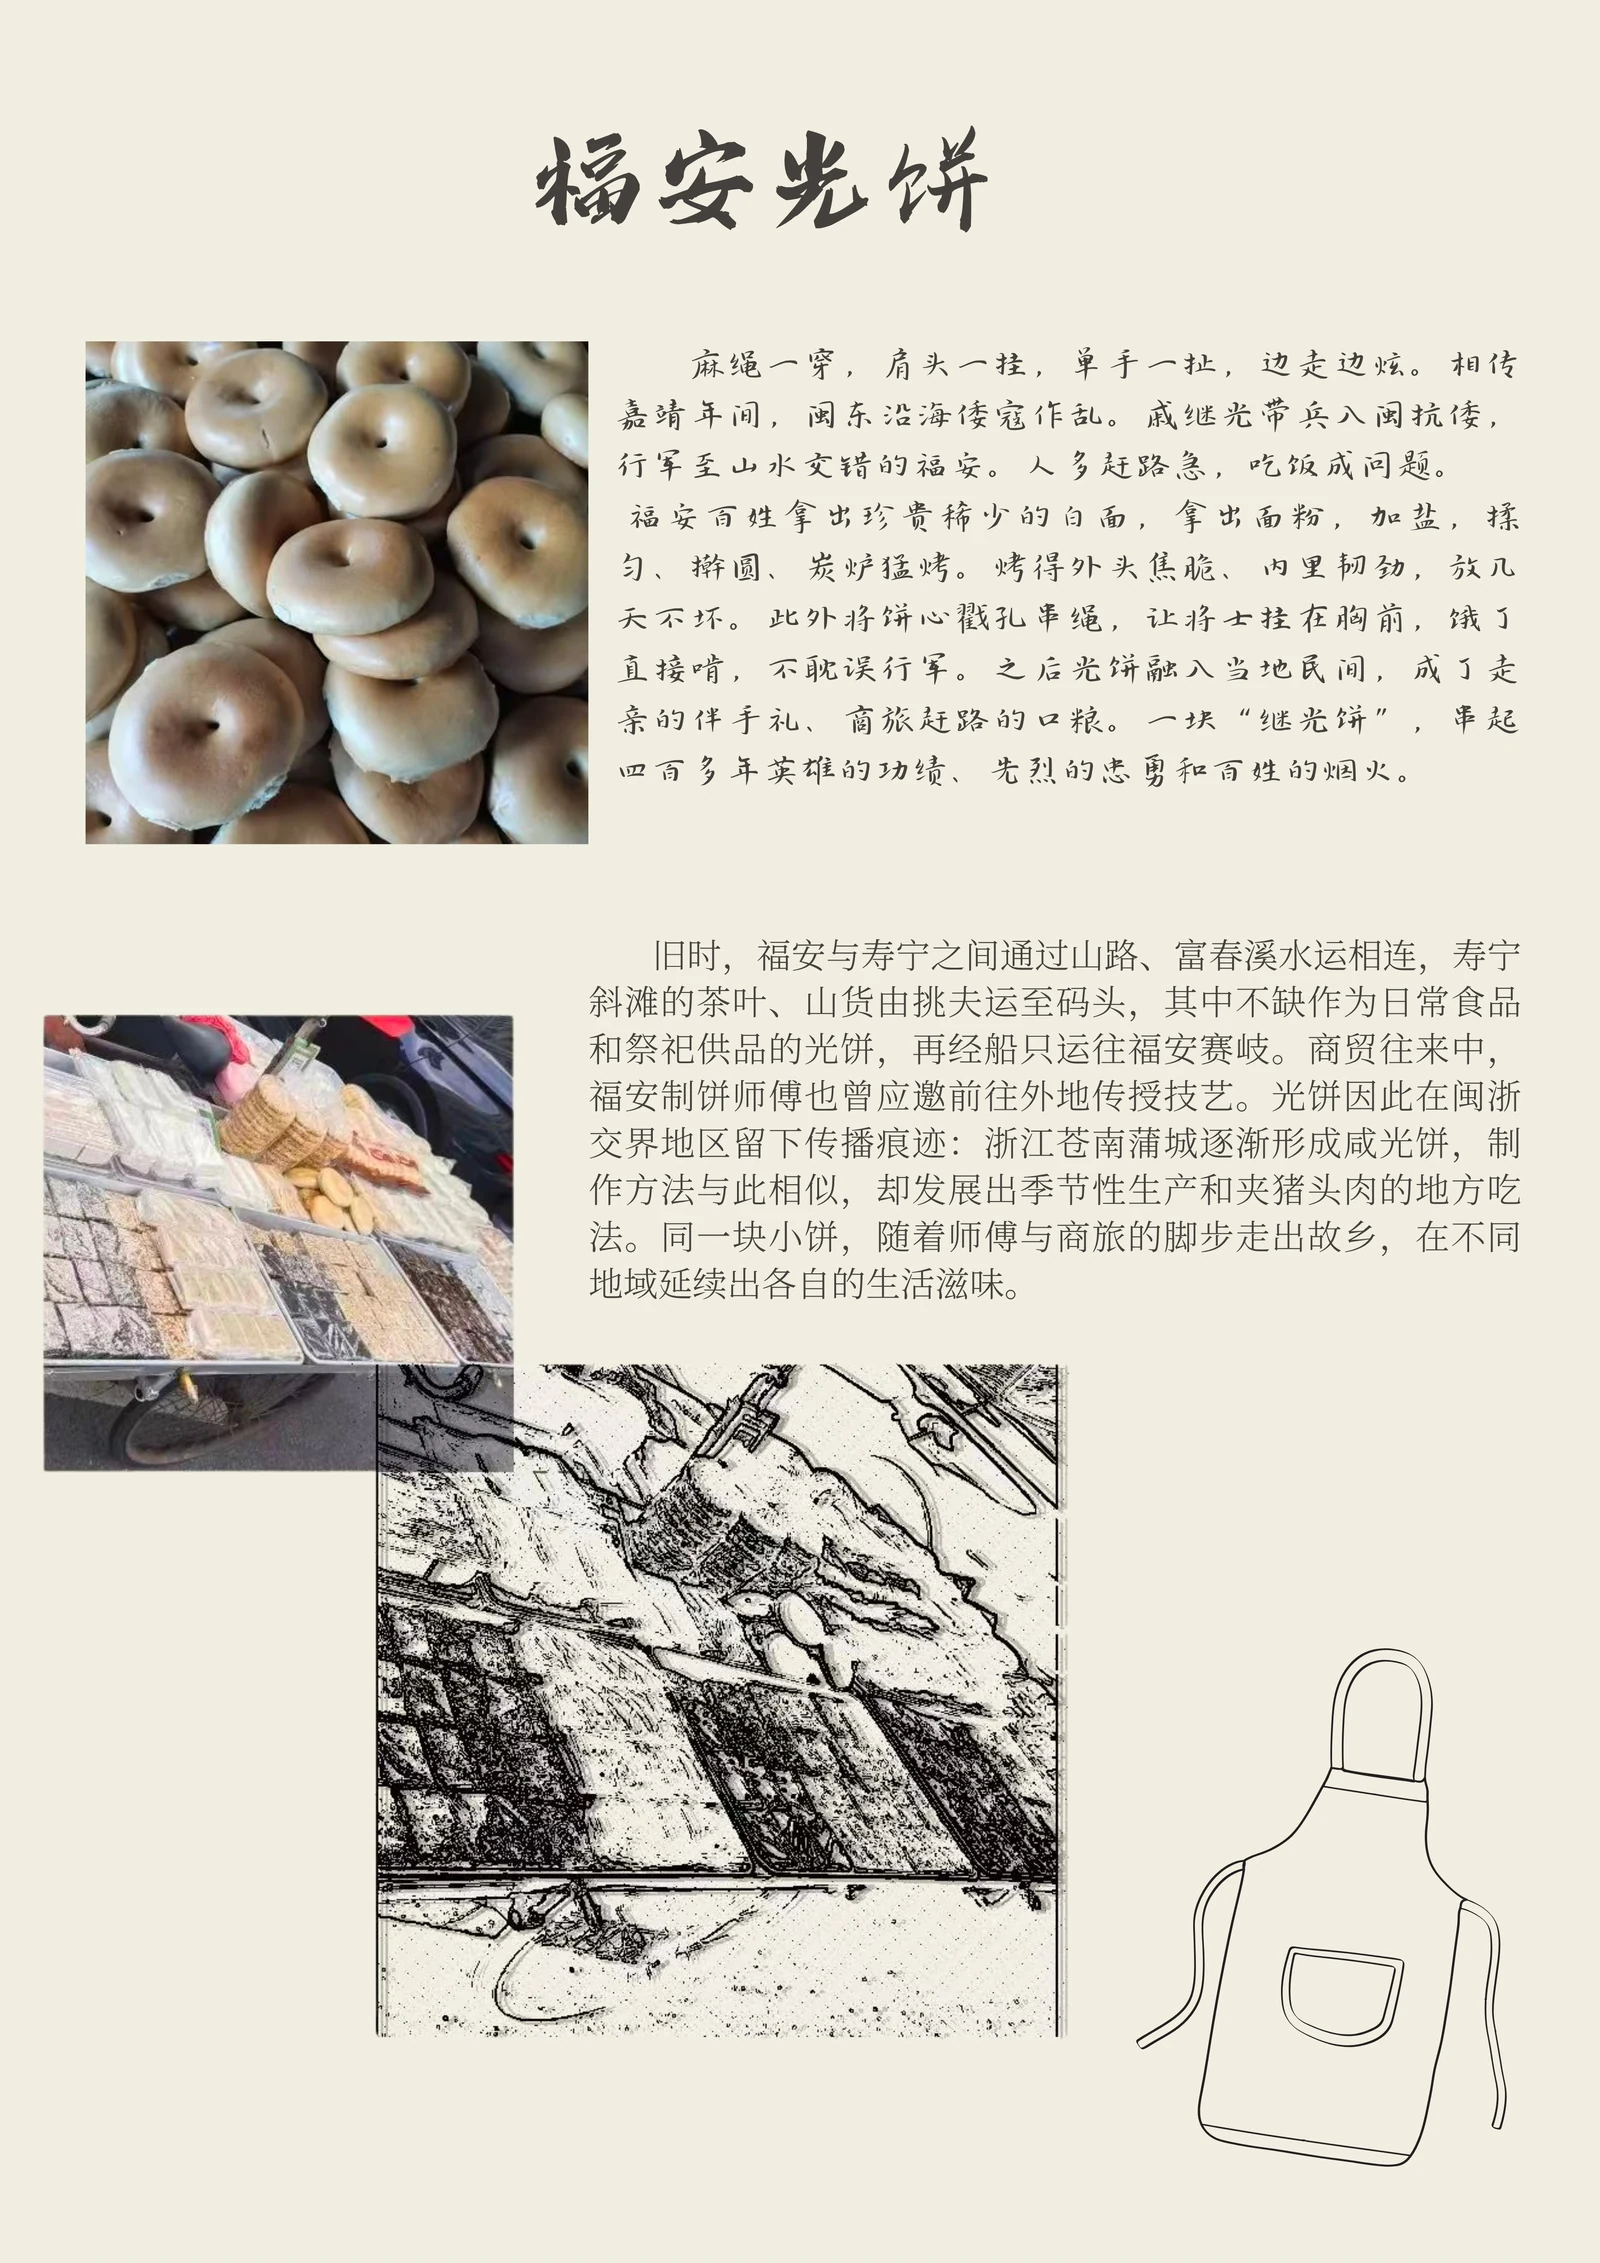 福安光饼
麻绳一穿，肩头一挂，单手一扯，边走边炫。相传
嘉靖年间，闽东沿海倭寇作乱。戚继光带兵入闽抗倭，
行军至山水交错的福安。人多赶路急，吃饭成问题。
福安百姓拿出珍贵稀少的白面，拿出面粉，加盐，揉
匀、擀圆、炭炉猛烤。烤得外头焦脆、内里韧劲，放几
天不坏。此外将饼心戳孔串绳，让将士挂在胸前，饿了
直接啃，不耽误行军。之后光饼融入当地民间，成了走
亲的伴手礼、商旅赶路的口粮。一块“继光饼”，串起
四百多年英雄的功绩、先烈的忠勇和百姓的烟火。
旧时，福安与寿宁之间通过山路、富春溪水运相连，寿宁
斜滩的茶叶、山货由挑夫运至码头，其中不缺作为日常食品
和祭祀供品的光饼，再经船只运往福安赛岐。商贸往来中，
福安制饼师傅也曾应邀前往外地传授技艺。光饼因此在闽浙
交界地区留下传播痕迹：浙江苍南蒲城逐渐形成咸光饼，制
作方法与此相似，却发展出季节性生产和夹猪头肉的地方吃
法。同一块小饼，随着师傅与商旅的脚步走出故乡，在不同
地域延续出各自的生活滋味。